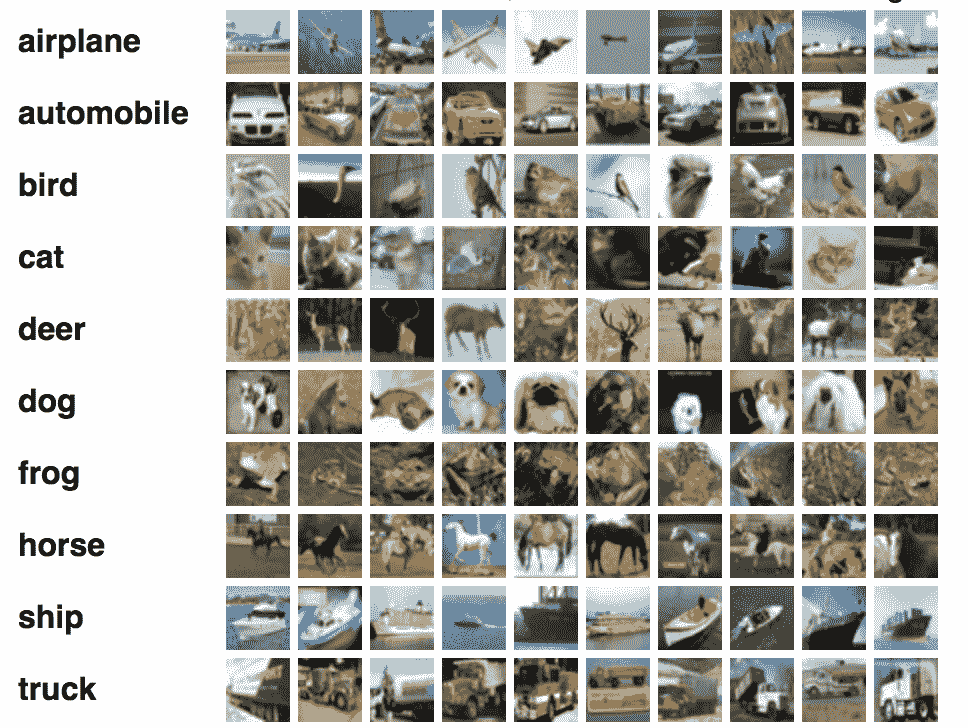 airplane
automobile
bird
cat
deer
dog
frog
horse
ship
truck